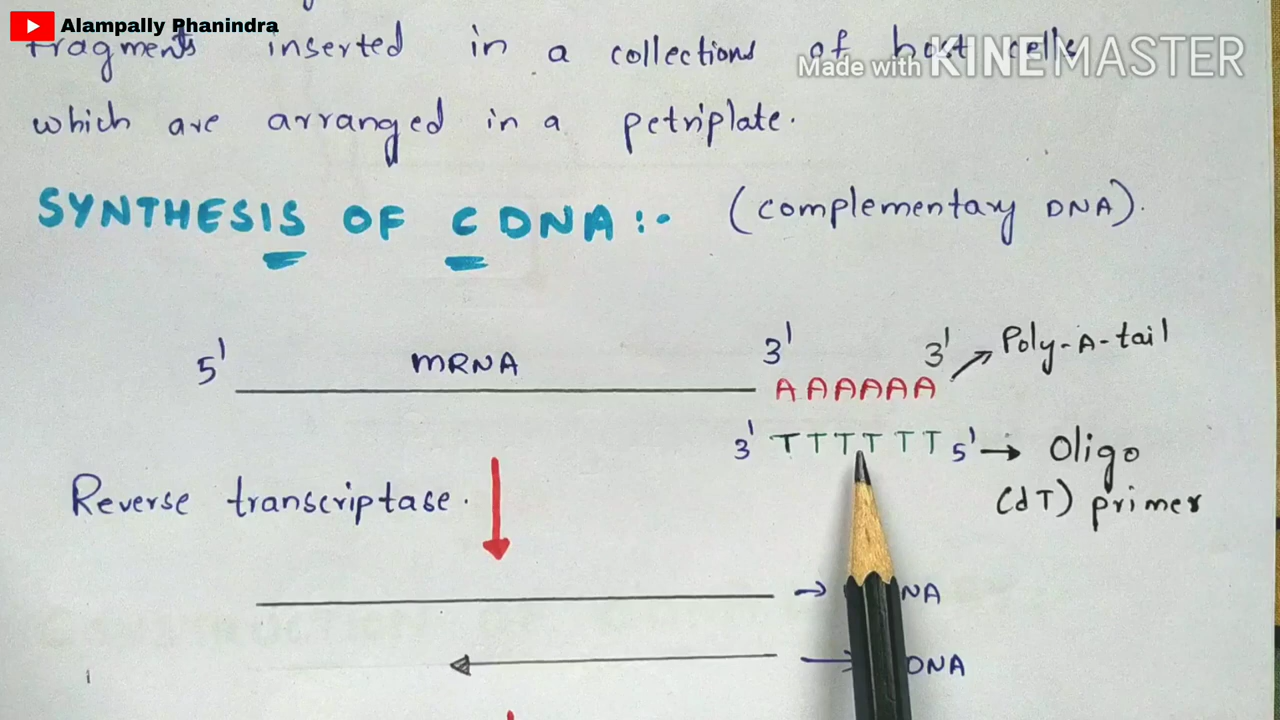 Alampally Phanindra
fragments inserted in a collections of host cells
Made with KINEMASTER
which are arranged in a petriplate.
SYNTHESIS OF CDNA:- (complementary DNA).
5' mRNA 3' 3' Poly-A-tail
AAAAAA
3' TTTTTT 5' → Oligo
(dT) primer
Reverse transcriptase.
→ NA
→ DNA